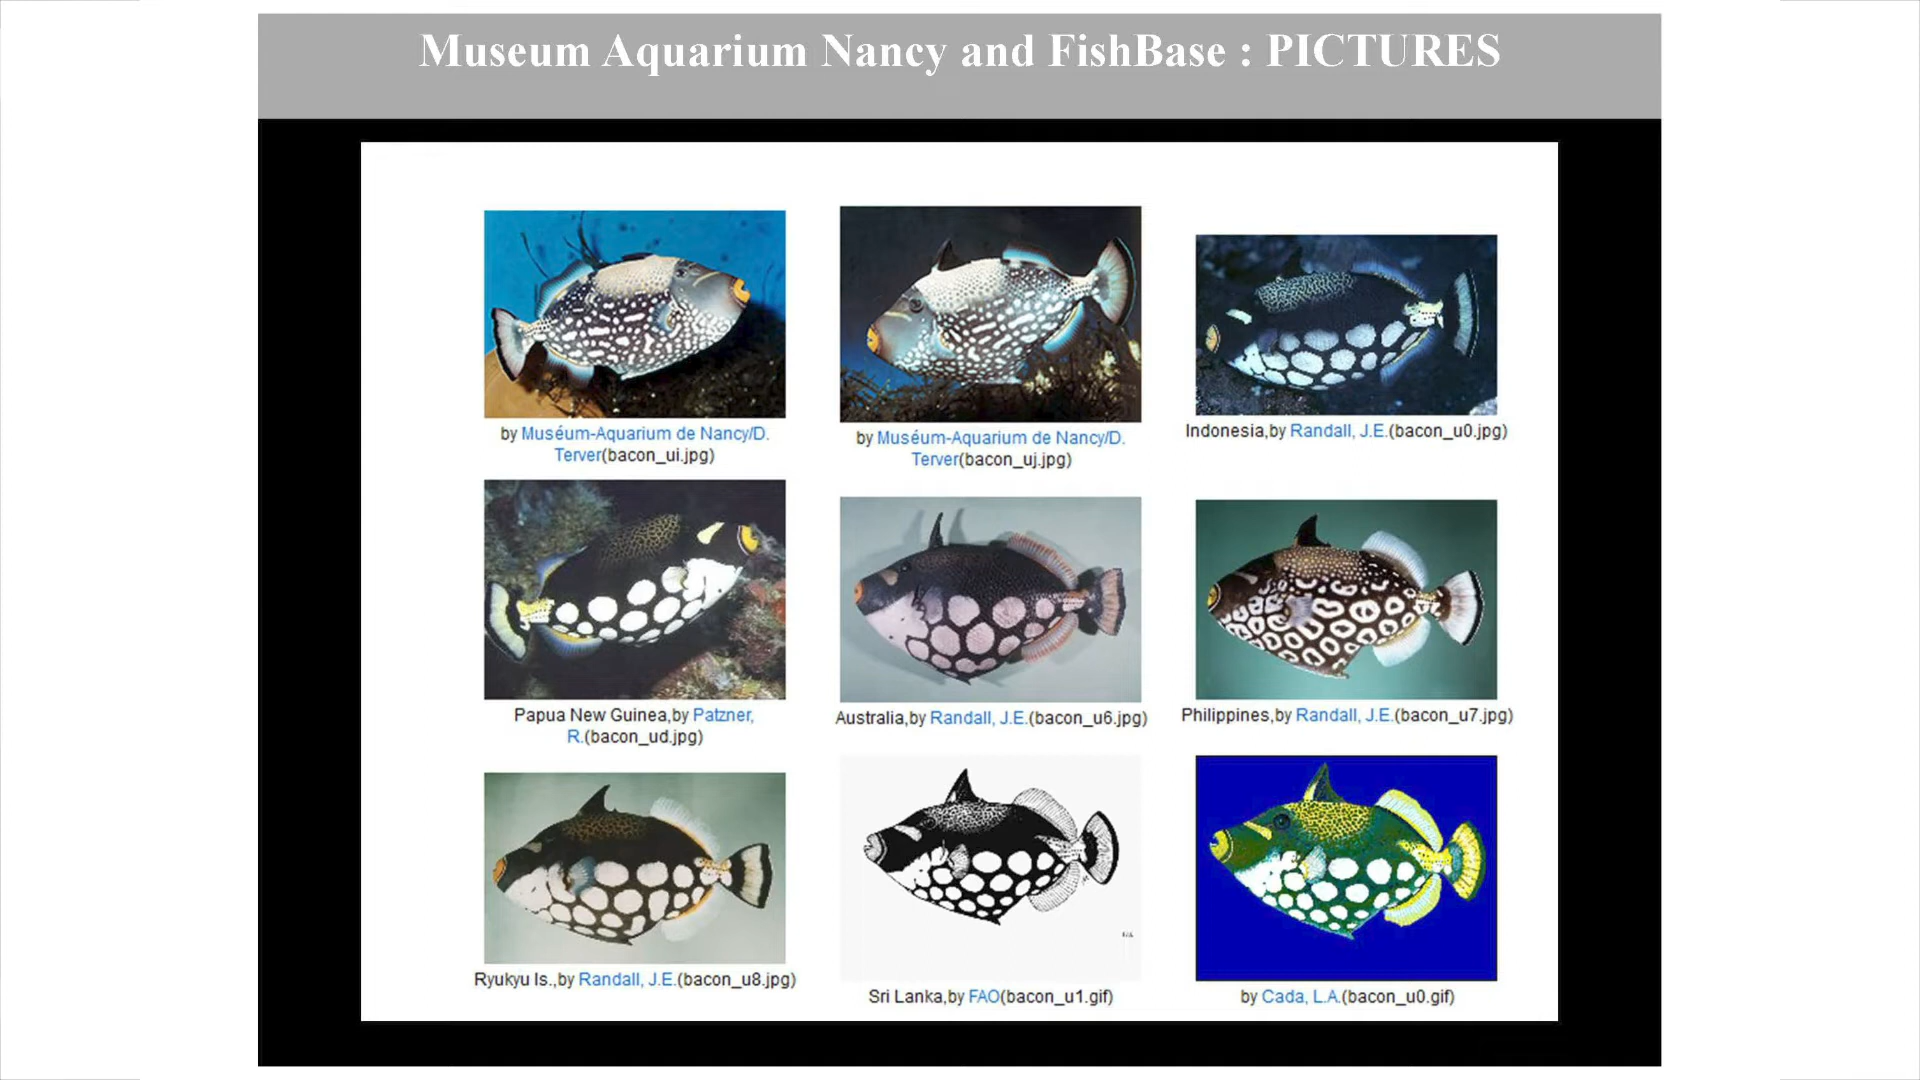 Museum Aquarium Nancy and FishBase : PICTURES
by Muséum-Aquarium de Nancy/D.
Terver(bacon_ui.jpg)
by Muséum-Aquarium de Nancy/D.
Terver(bacon_uj.jpg)
Indonesia,by Randall, J.E.(bacon_u0.jpg)
Papua New Guinea,by Patzner,
R.(bacon_ud.jpg)
Australia,by Randall, J.E.(bacon_u6.jpg)
Philippines,by Randall, J.E.(bacon_u7.jpg)
Ryukyu Is.,by Randall, J.E.(bacon_u8.jpg)
Sri Lanka,by FAO(bacon_u1.gif)
by Cada, L.A.(bacon_u0.gif)